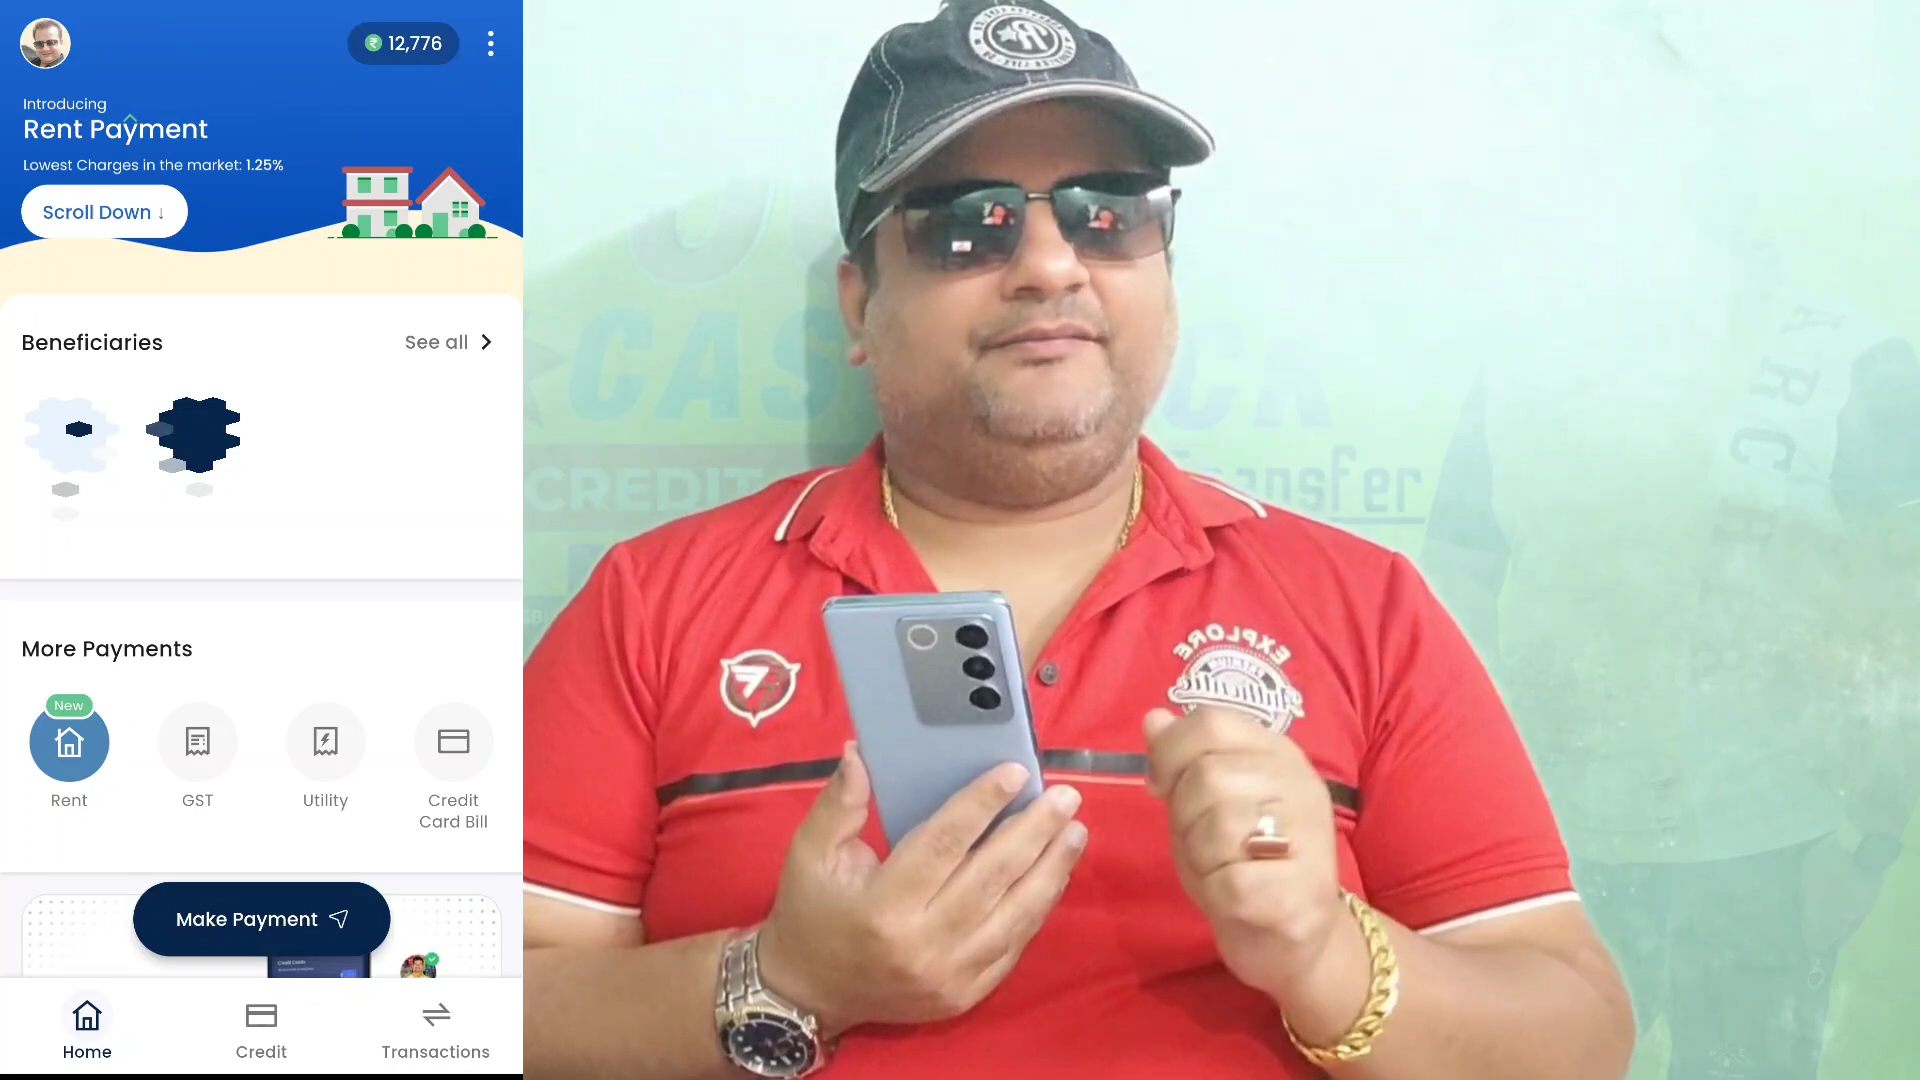 12,776
Introducing
Rent Payment
Lowest Charges in the market: 1.25%
Scroll Down ↓
Beneficiaries
See all
More Payments
New
Rent
GST
Utility
Credit
Card Bill
Make Payment
Home
Credit
Transactions
CREDIT
EXPLORE
ARCH